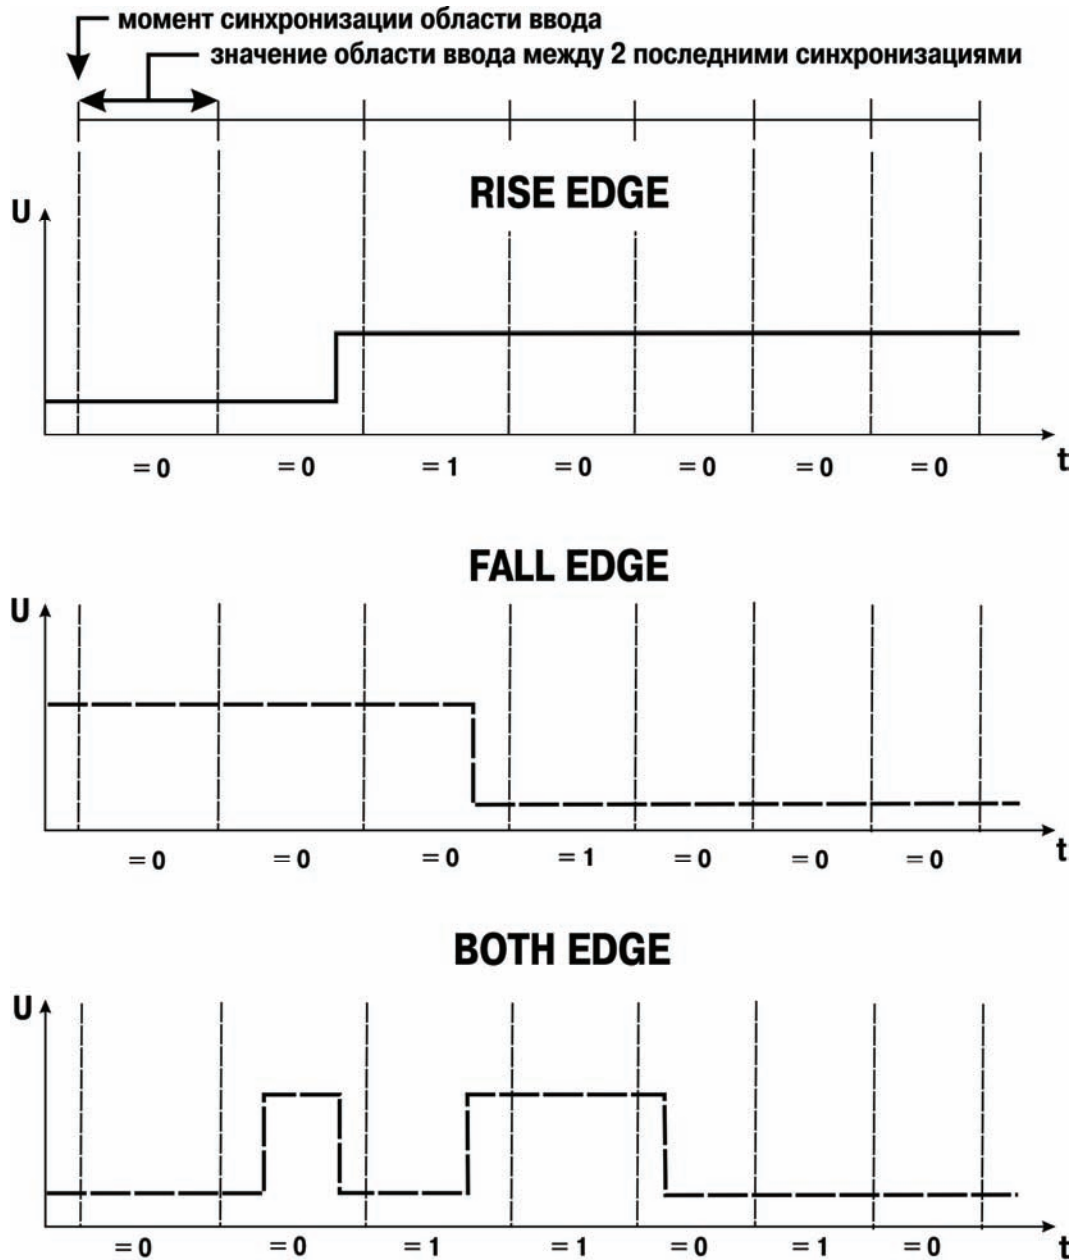 момент синхронизации области ввода
значение области ввода между 2 последними синхронизациями
RISE EDGE
U
=0 =0 =1 =0 =0 =0 =0 t
FALL EDGE
U
=0 =0 =0 =1 =0 =0 =0 t
BOTH EDGE
U
=0 =0 =1 =1 =0 =1 =0 t